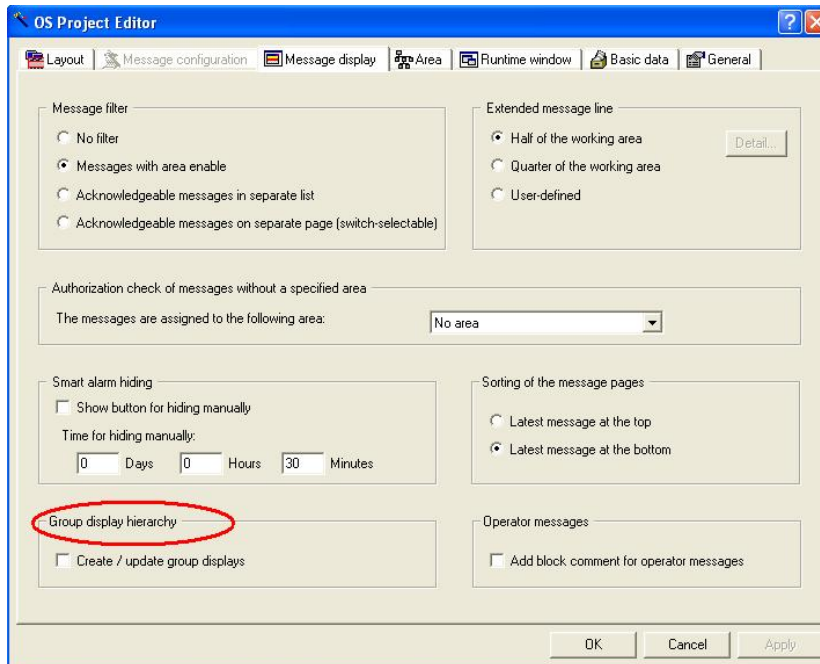 OS Project Editor
Layout Message configuration Message display Area Runtime window Basic data General
Message filter
No filter
Messages with area enable
Acknowledgeable messages in separate list
Acknowledgeable messages on separate page (switch-selectable)
Extended message line
Half of the working area
Detail...
Quarter of the working area
User-defined
Authorization check of messages without a specified area
The messages are assigned to the following area: No area
Smart alarm hiding
Show button for hiding manually
Time for hiding manually:
0 Days 0 Hours 30 Minutes
Sorting of the message pages
Latest message at the top
Latest message at the bottom
Group display hierarchy
Create / update group displays
Operator messages
Add block comment for operator messages
OK Cancel Apply